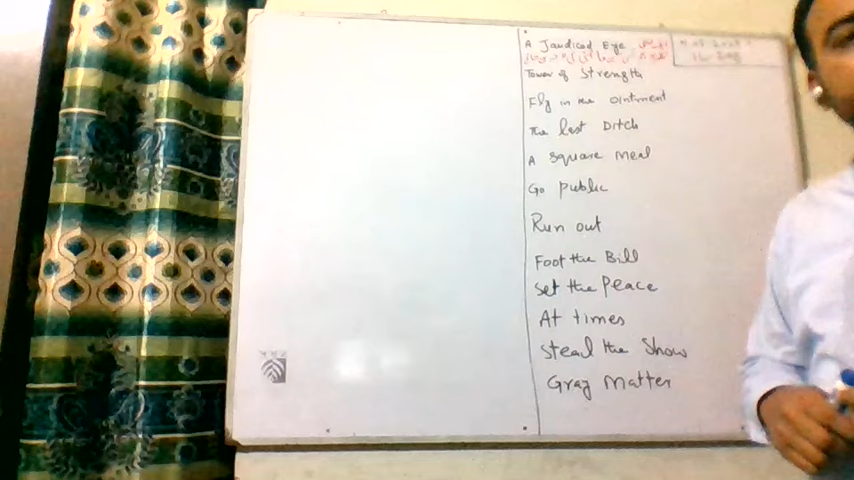 A Jaudiced Eye
Tower of Strength
Fly in the ointment
The last Ditch
A square meal
Go public
Run out
Foot the Bill
Set the Peace
At times
Steal the Show
Gray Matter